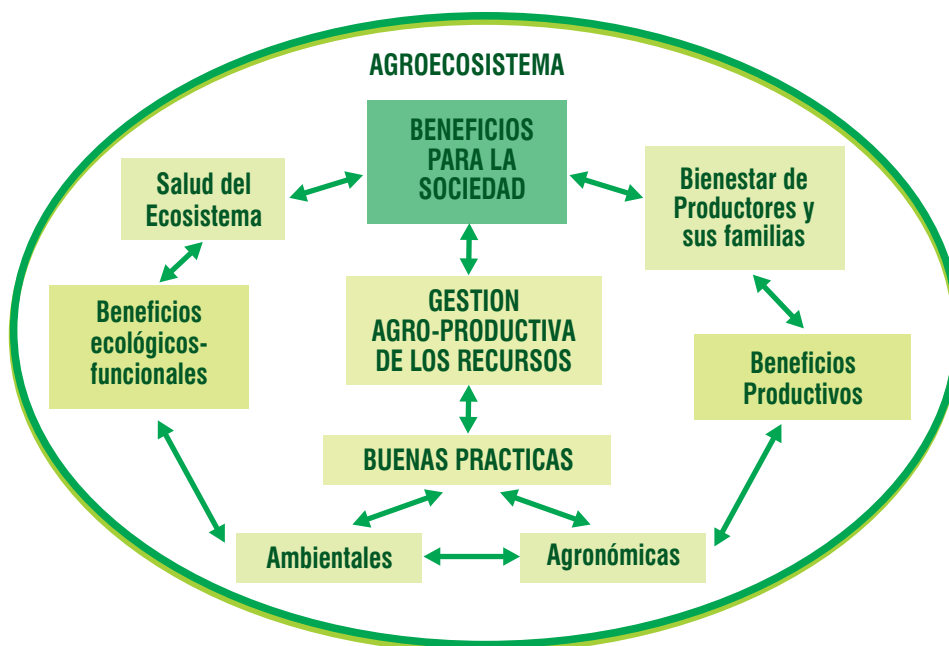 AGROECOSISTEMA
BENEFICIOS
PARA LA
SOCIEDAD
Salud del
Ecosistema
Bienestar de
Productores y
sus familias
Beneficios
ecológicos-
funcionales
GESTION
AGRO-PRODUCTIVA
DE LOS RECURSOS
Beneficios
Productivos
BUENAS PRACTICAS
Ambientales
Agronómicas